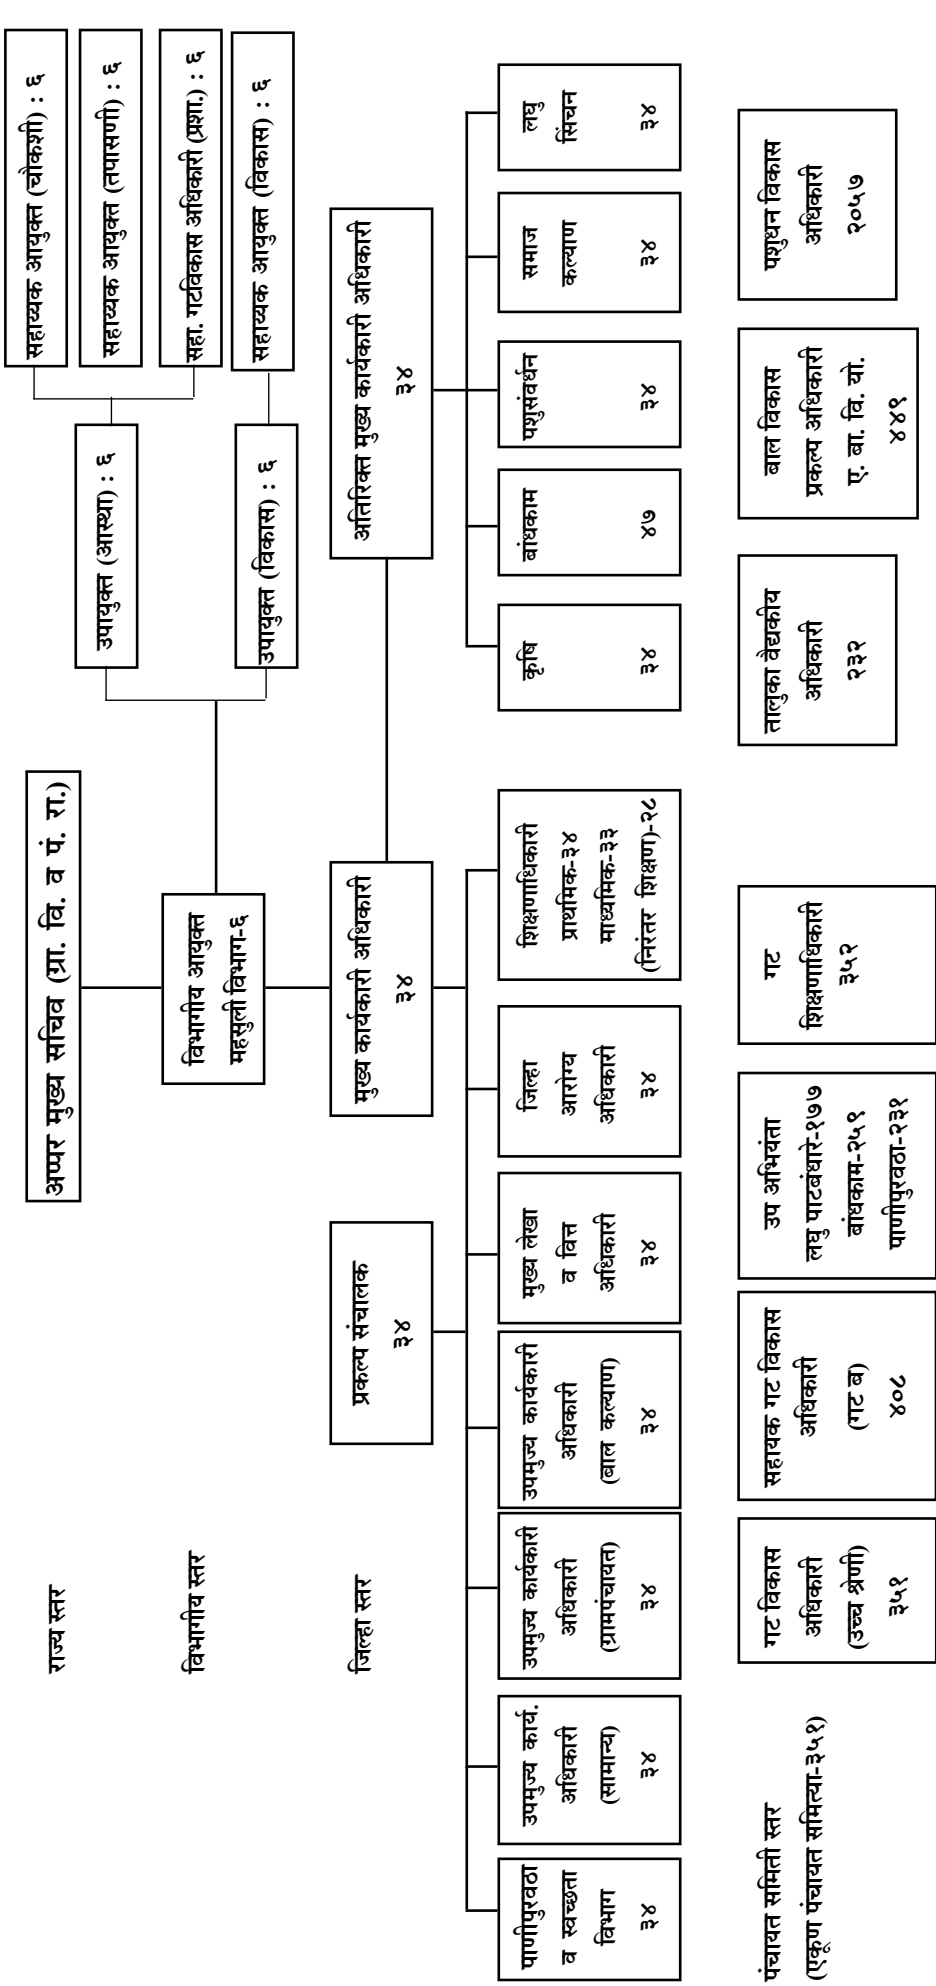 राज्य स्तर
अप्पर मुख्य सचिव (ग्रा. वि. व पं. रा.)
विभागीय स्तर
विभागीय आयुक्त
महसुली विभाग-६
उपायुक्त (आस्था) : ६
उपायुक्त (विकास) : ६
सहाय्यक आयुक्त (चौकशी) : ६
सहाय्यक आयुक्त (तपासणी) : ६
सहा. गटविकास अधिकारी (प्रशा.) : ६
सहाय्यक आयुक्त (विकास) : ६
जिल्हा स्तर
प्रकल्प संचालक
३४
मुख्य कार्यकारी अधिकारी
३४
अतिरिक्त मुख्य कार्यकारी अधिकारी
३४
पाणीपुरवठा
व स्वच्छता
विभाग
३४
उपमुज्य कार्य.
अधिकारी
(सामान्य)
३४
उपमुज्य कार्यकारी
अधिकारी
(ग्रामपंचायत)
३४
उपमुज्य कार्यकारी
अधिकारी
(बाल कल्याण)
३४
मुख्य लेखा
व वित्त
अधिकारी
३४
जिल्हा
आरोग्य
अधिकारी
३४
शिक्षणाधिकारी
प्राथमिक-३४
माध्यमिक-३३
(निरंतर शिक्षण)-२८
कृषि
३४
बांधकाम
४७
पशुसंवर्धन
३४
समाज
कल्याण
३४
लघु
सिंचन
३४
पंचायत समिती स्तर
(एकूण पंचायत समित्या-३५१)
गट विकास
अधिकारी
(उच्च श्रेणी)
३५१
सहायक गट विकास
अधिकारी
(गट ब)
४०८
उप अभियंता
लघु पाटबंधारे-१७७
बांधकाम-२५९
पाणीपुरवठा-२३१
गट
शिक्षणाधिकारी
३५२
तालुका वैद्यकीय
अधिकारी
२३२
बाल विकास
प्रकल्प अधिकारी
ए. बा. वि. यो.
४४९
पशुधन विकास
अधिकारी
२०५७